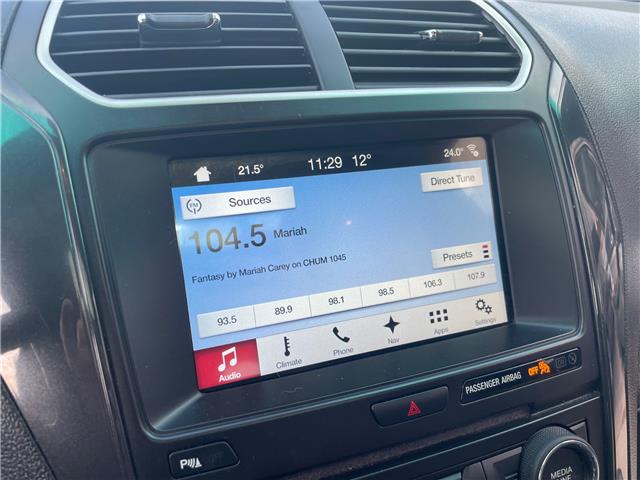 21.5° 11:29 12° 24.0°
FM Sources Direct Tune
104.5 Mariah
Fantasy by Mariah Carey on CHUM 1045
Presets
93.5 89.9 98.1 98.5 106.3 107.9
Audio Climate Phone Nav Apps Settings
PASSENGER AIRBAG OFF
P OFF
MEDIA